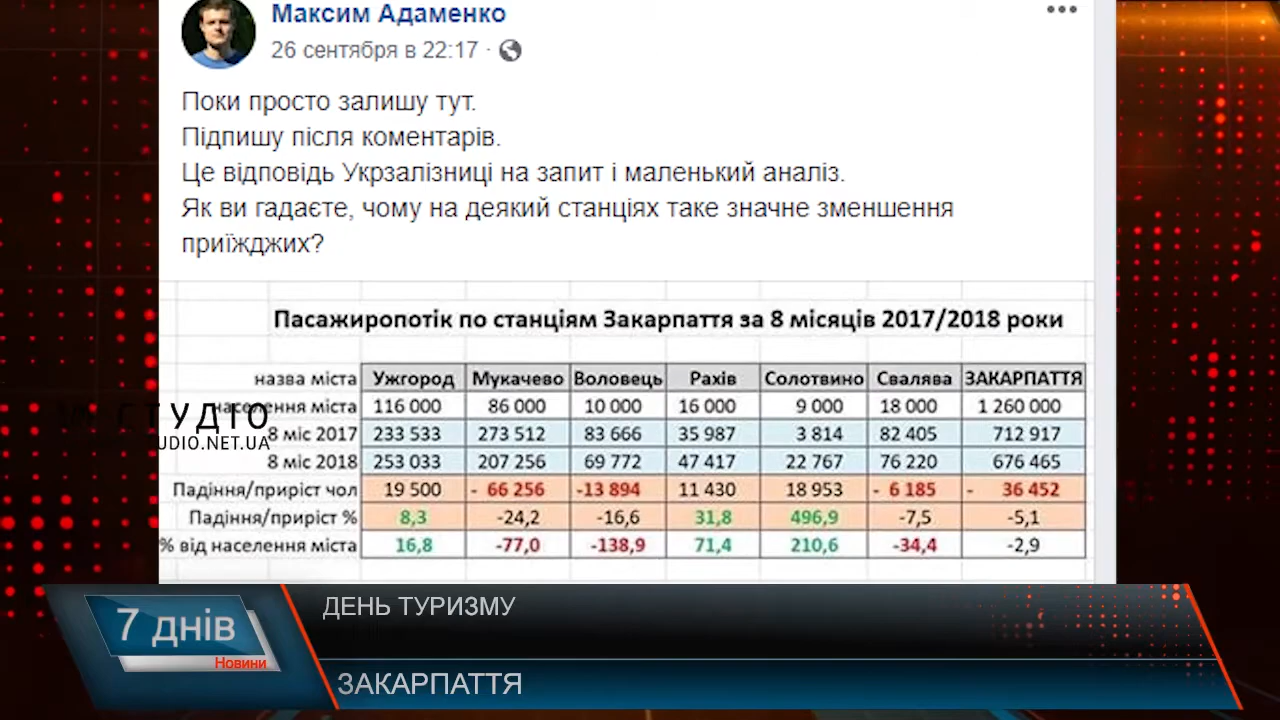 Максим Адаменко
26 сентября в 22:17 ·
Поки просто залишу тут.
Підпишу після коментарів.
Це відповідь Укрзалізниці на запит і маленький аналіз.
Як ви гадаєте, чому на деякий станціях таке значне зменшення
приїжджих?
Пасажиропотік по станціям Закарпаття за 8 місяців 2017/2018 роки
назва міста Ужгород Мукачево Воловець Рахів Солотвино Свалява ЗАКАРПАТТЯ
населення міста 116 000 86 000 10 000 16 000 9 000 18 000 1 260 000
8 міс 2017 233 533 273 512 83 666 35 987 3 814 82 405 712 917
8 міс 2018 253 033 207 256 69 772 47 417 22 767 76 220 676 465
Падіння/приріст чол 19 500 - 66 256 -13 894 11 430 18 953 - 6 185 - 36 452
Падіння/приріст % 8,3 -24,2 -16,6 31,8 496,9 -7,5 -5,1
% від населення міста 16,8 -77,0 -138,9 71,4 210,6 -34,4 -2,9
СТУДІО
UDIO.NET.UA
7 днів
Новини
ДЕНЬ ТУРИЗМУ
ЗАКАРПАТТЯ